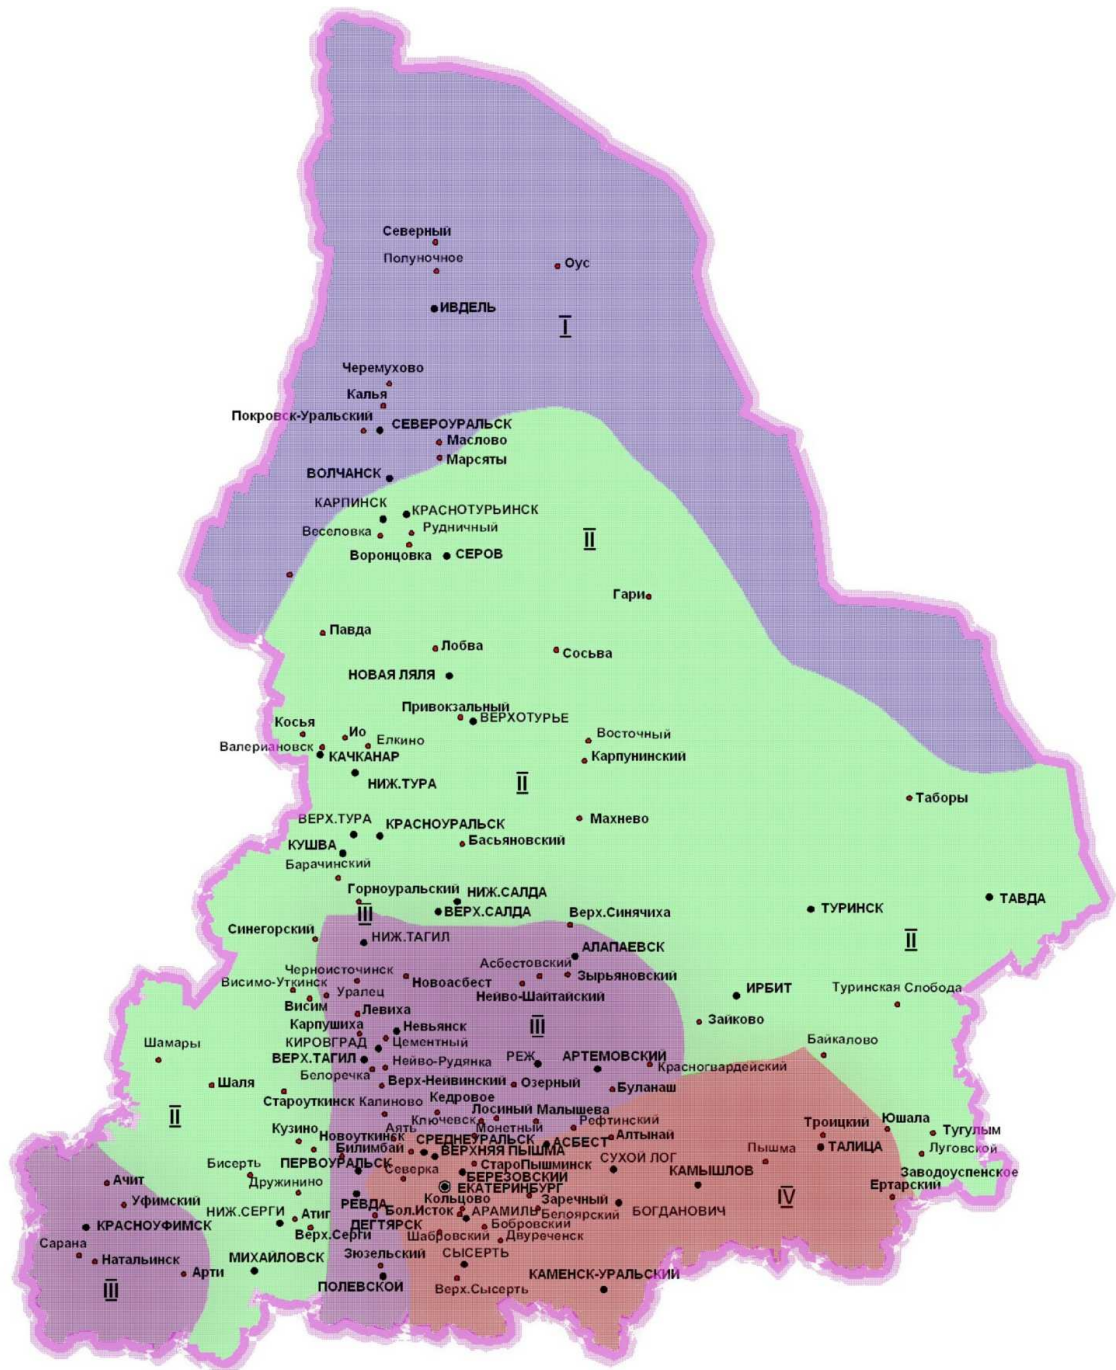 Северный
Полуночное
Оус
ИВДЕЛЬ
I
Черемухово
Калья
Покровск-Уральский
СЕВЕРОУРАЛЬСК
Маслово
Марсяты
ВОЛЧАНСК
КАРПИНСК
КРАСНОТУРЬИНСК
Веселовка
Рудничный
II
Воронцовка
СЕРОВ
Гари
Павда
Лобва
Сосьва
НОВАЯ ЛЯЛЯ
Привокзальный
ВЕРХОТУРЬЕ
Косья
Ио
Елкино
Восточный
Валериановск
КАЧКАНАР
Карпунинский
НИЖ.ТУРА
II
Таборы
ВЕРХ.ТУРА
КРАСНОУРАЛЬСК
Махнево
КУШВА
Басьяновский
Барачинский
Горноуральский
НИЖ.САЛДА
ТАВДА
III
ВЕРХ.САЛДА
Верх.Синячиха
ТУРИНСК
Синегорский
НИЖ.ТАГИЛ
II
АЛАПАЕВСК
Черноисточинск
Асбестовский
Висимо-Уткинск
Новоасбест
Зырьяновский
Уралец
Нейво-Шайтайский
ИРБИТ
Туринская Слобода
Висим
Левиха
Карпушиха
Невьянск
III
Зайково
КИРОВГРАД
Цементный
Байкалово
Шамары
ВЕРХ.ТАГИЛ
Нейво-Рудянка
РЕЖ
АРТЕМОВСКИЙ
Красногвардейский
Белоречка
Шаля
Верх-Нейвинский
Озерный
Буланаш
Староуткинск
Калиново
Кедровое
II
Ключевск
Лосиный
Малышева
Рефтинский
Троицкий
Юшала
Кузино
Новоуткинск
Аять
Монетный
Алтынай
Тугулым
Билимбай
СРЕДНЕУРАЛЬСК
АСБЕСТ
ТАЛИЦА
ВЕРХНЯЯ ПЫШМА
СУХОЙ ЛОГ
Пышма
Луговской
Бисерть
ПЕРВОУРАЛЬСК
Северка
СтароПышминск
КАМЫШЛОВ
Заводоуспенское
Ачит
Дружинино
БЕРЕЗОВСКИЙ
ЕКАТЕРИНБУРГ
Ертарский
Уфимский
РЕВДА
Кольцово
Заречный
IV
НИЖ.СЕРГИ
Атиг
Бол.Исток
АРАМИЛЬ
Белоярский
БОГДАНОВИЧ
КРАСНОУФИМСК
Верх.Серги
ДЕГТЯРСК
Бобровский
Шабровский
Двуреченск
Сарана
Натальинск
МИХАЙЛОВСК
Зюзельский
СЫСЕРТЬ
Арти
ПОЛЕВСКОЙ
Верх.Сысерть
КАМЕНСК-УРАЛЬСКИЙ
III